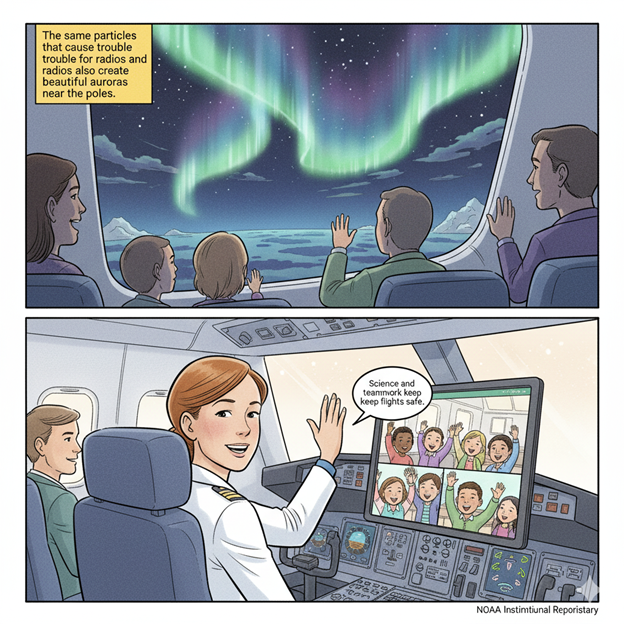 The same particles
that cause trouble
trouble for radios and
radios also create
beautiful auroras
near the poles.
Science and
teamwork keep
keep flights safe.
NOAA Instimtiunal Reporistary